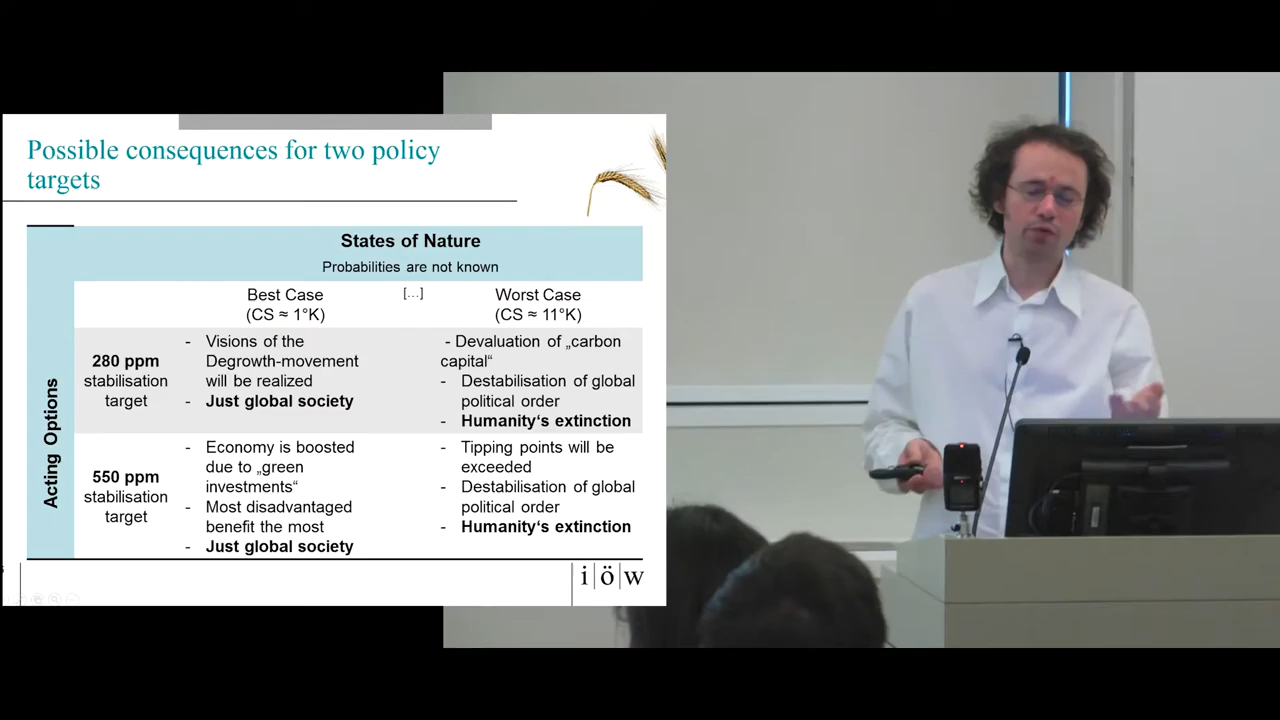 Possible consequences for two policy
targets
States of Nature
Probabilities are not known
Best Case
(CS ≈ 1°K)
[...]
Worst Case
(CS ≈ 11°K)
Acting Options
280 ppm
stabilisation
target
- Visions of the
Degrowth-movement
will be realized
- Just global society
- Devaluation of „carbon
capital“
- Destabilisation of global
political order
- Humanity‘s extinction
550 ppm
stabilisation
target
- Economy is boosted
due to „green
investments“
- Most disadvantaged
benefit the most
- Just global society
- Tipping points will be
exceeded
- Destabilisation of global
political order
- Humanity‘s extinction
i|ö|w